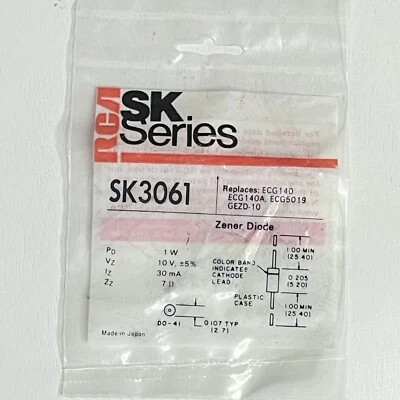 RCA
SK
Series
SK3061
Replaces: ECG140
ECG140A, ECG5019
GEZD-10
Zener Diode
PD 1 W
VZ 10 V, ±5%
IZ 30 mA
ZZ 7 Ω
COLOR BAND
INDICATES
CATHODE
LEAD
PLASTIC
CASE
1.00 MIN
(25.40)
0.205
(5.20)
1.00 MIN
(25.40)
DO-41
0.107 TYP
(2.7)
Made in Japan